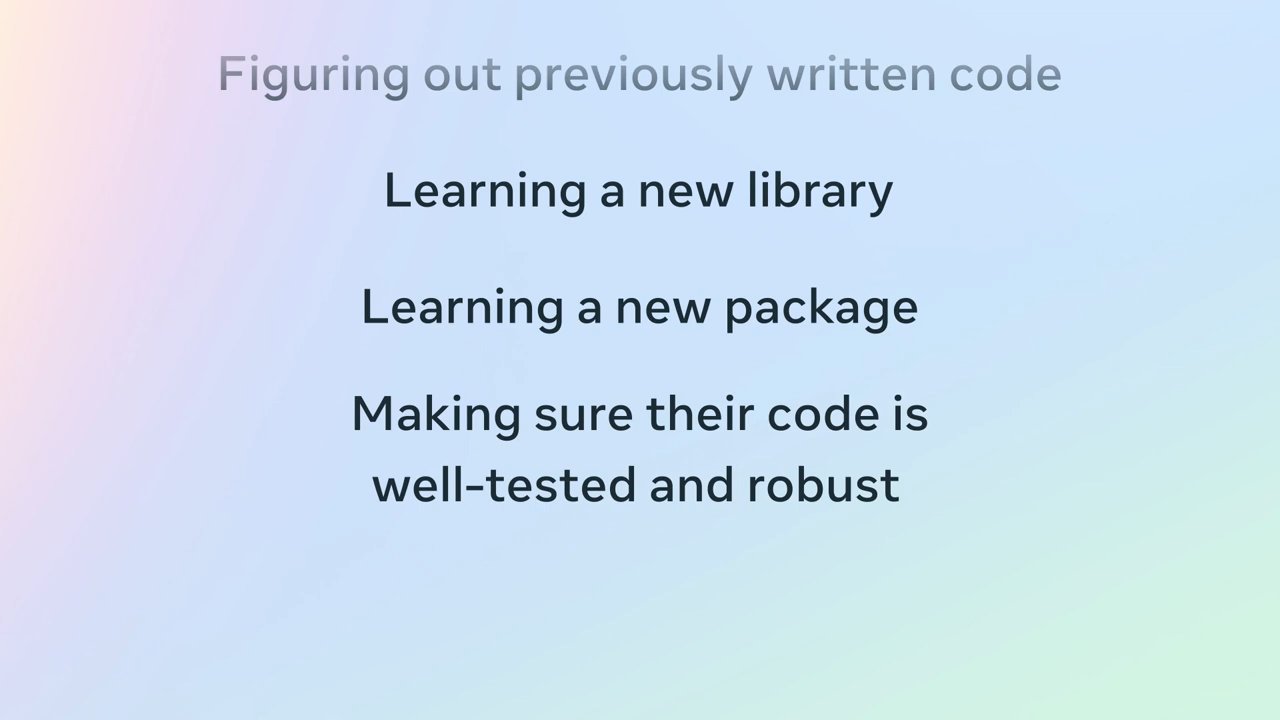 Figuring out previously written code
Learning a new library
Learning a new package
Making sure their code is
well-tested and robust